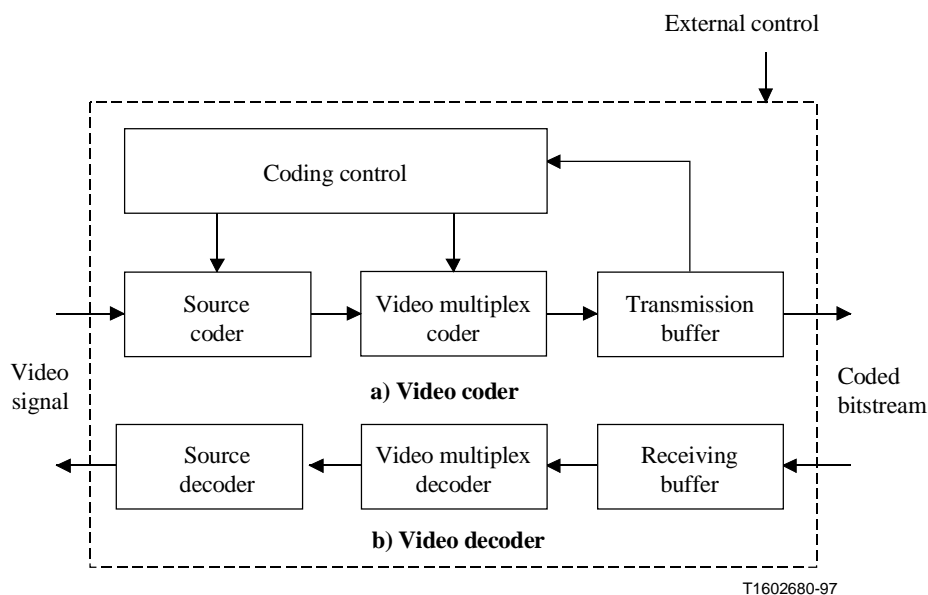 External control
Coding control
Source
coder
Video multiplex
coder
Transmission
buffer
Video
signal
a) Video coder
Coded
bitstream
Source
decoder
Video multiplex
decoder
Receiving
buffer
b) Video decoder
T1602680-97